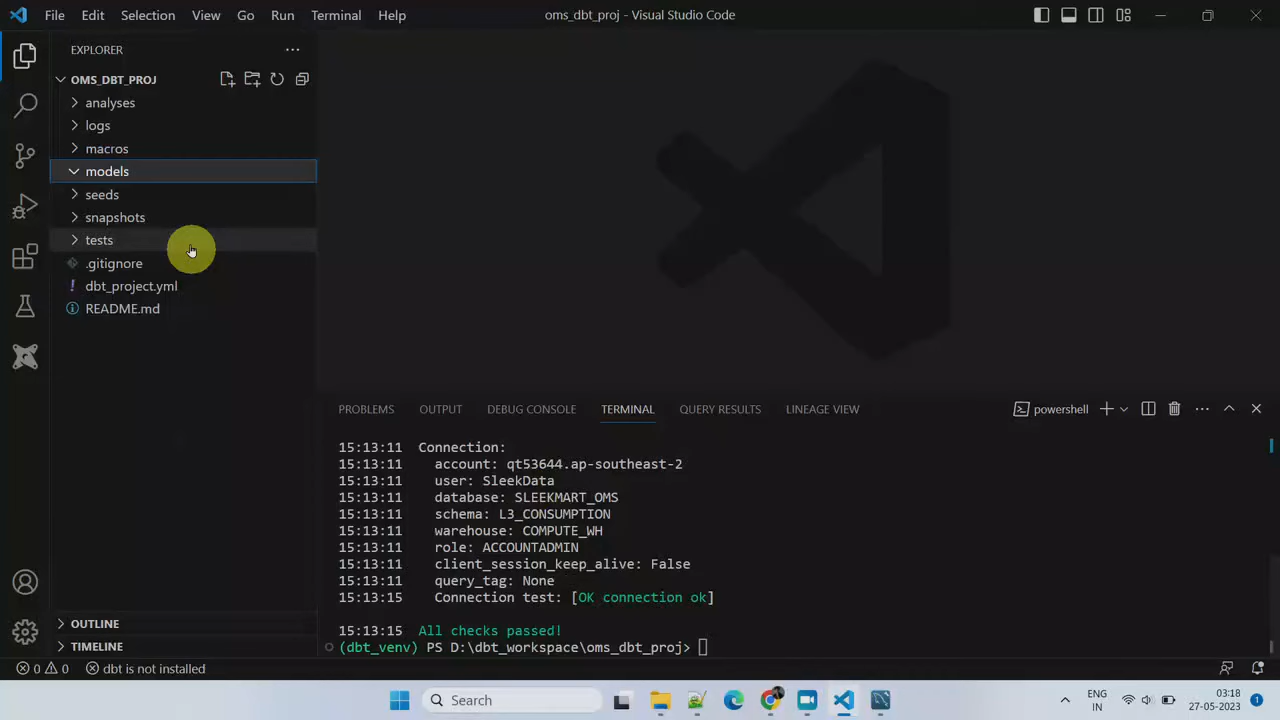 File Edit Selection View Go Run Terminal Help
oms_dbt_proj - Visual Studio Code
EXPLORER
OMS_DBT_PROJ
analyses
logs
macros
models
seeds
snapshots
tests
.gitignore
! dbt_project.yml
README.md
OUTLINE
TIMELINE
PROBLEMS OUTPUT DEBUG CONSOLE TERMINAL QUERY RESULTS LINEAGE VIEW
powershell
15:13:11 Connection:
15:13:11 account: qt53644.ap-southeast-2
15:13:11 user: SleekData
15:13:11 database: SLEEKMART_OMS
15:13:11 schema: L3_CONSUMPTION
15:13:11 warehouse: COMPUTE_WH
15:13:11 role: ACCOUNTADMIN
15:13:11 client_session_keep_alive: False
15:13:11 query_tag: None
15:13:15 Connection test: [OK connection ok]
15:13:15 All checks passed!
(dbt_venv) PS D:\dbt_workspace\oms_dbt_proj>
0 0 dbt is not installed
Search
ENG
IN
03:18
27-05-2023
1